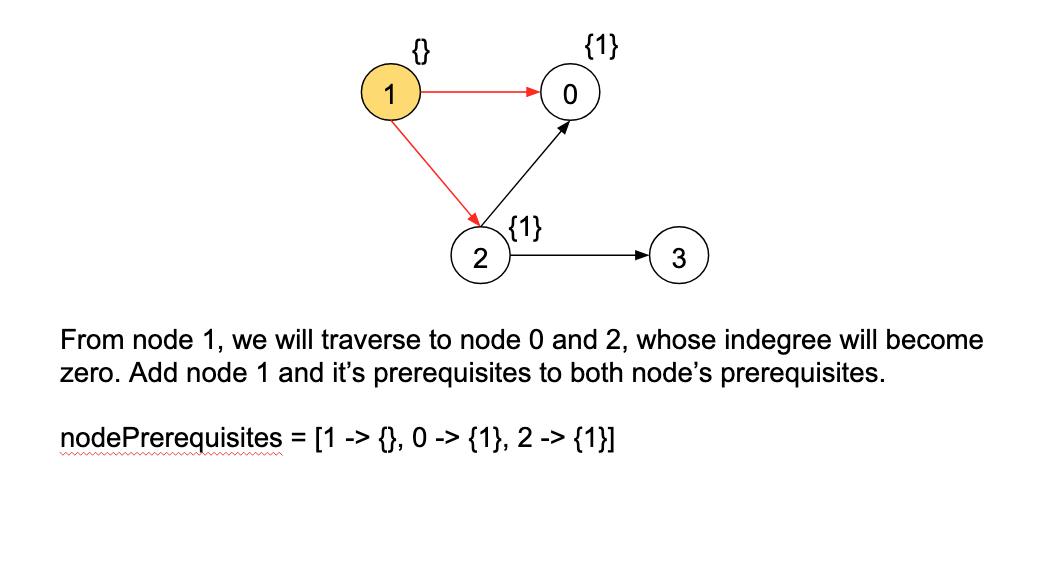 {}
{1}
1
0
{1}
2
3
From node 1, we will traverse to node 0 and 2, whose indegree will become
zero. Add node 1 and it’s prerequisites to both node’s prerequisites.
nodePrerequisites = [1 -> {}, 0 -> {1}, 2 -> {1}]